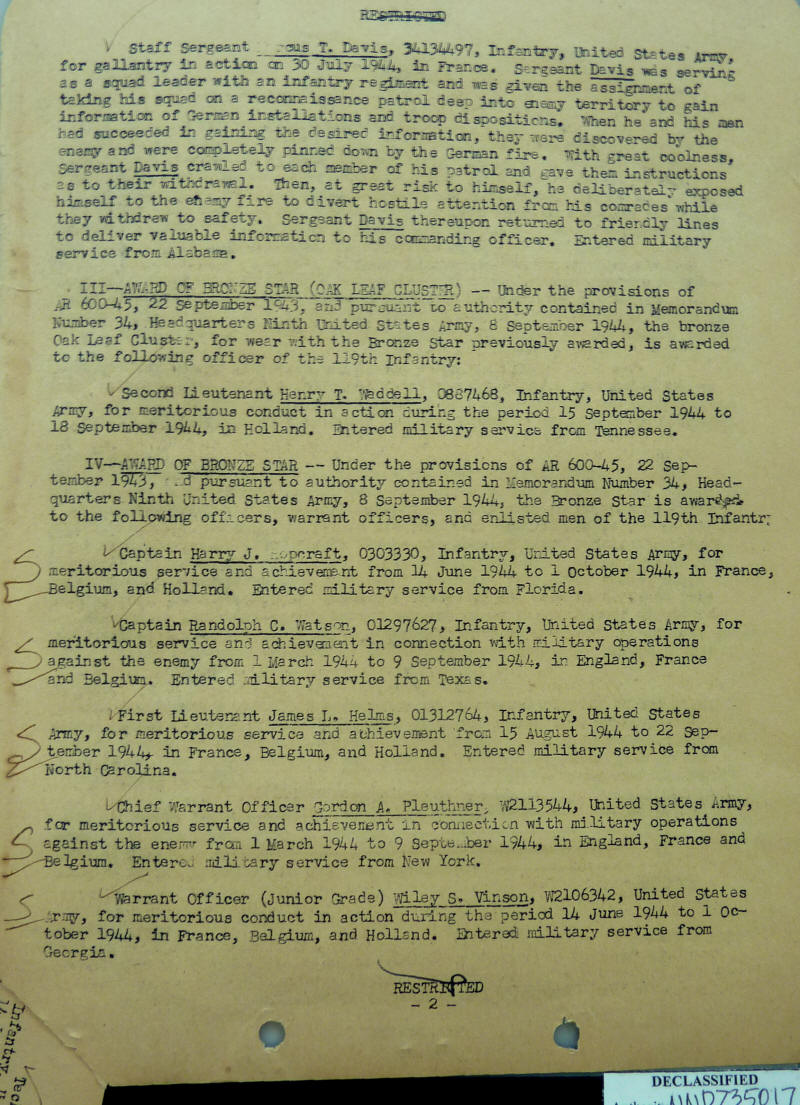 RESTRICTED
Staff Sergeant T. Davis, 34134497, Infantry, United States Army,
for gallantry in action on 30 July 1944, in France. Sergeant Davis was serving
as a squad leader with an infantry regiment and was given the assignment of
taking his squad on a reconnaissance patrol deep into enemy territory to gain
information of German installations and troop dispositions. When he and his men
had succeeded in gaining the desired information, they were discovered by the
enemy and were completely pinned down by the German fire. With great coolness,
Sergeant Davis crawled to each member of his patrol and gave them instructions
as to their withdrawal. Then, at great risk to himself, he deliberately exposed
himself to the enemy fire to divert hostile attention from his comrades while
they withdrew to safety. Sergeant Davis thereupon returned to friendly lines
to deliver valuable information to his commanding officer. Entered military
service from Alabama.
III—AWARD OF BRONZE STAR (OAK LEAF CLUSTER) -- Under the provisions of
AR 600-45, 22 September 1943, and pursuant to authority contained in Memorandum
Number 34, Headquarters Ninth United States Army, 8 September 1944, the bronze
Oak Leaf Cluster, for wear with the Bronze Star previously awarded, is awarded
to the following officer of the 119th Infantry:
Second Lieutenant Henry T. Waddell, 0887468, Infantry, United States
Army, for meritorious conduct in action during the period 15 September 1944 to
18 September 1944, in Holland. Entered military service from Tennessee.
IV—AWARD OF BRONZE STAR -- Under the provisions of AR 600-45, 22 Sep-
tember 1943, pursuant to authority contained in Memorandum Number 34, Head-
quarters Ninth United States Army, 8 September 1944, the Bronze Star is awarded
to the following officers, warrant officers, and enlisted men of the 119th Infantry
Captain Harry J. Hopcraft, 0303330, Infantry, United States Army, for
meritorious service and achievement from 14 June 1944 to 1 October 1944, in France,
Belgium, and Holland. Entered military service from Florida.
Captain Randolph C. Watson, 01297627, Infantry, United States Army, for
meritorious service and achievement in connection with military operations
against the enemy from 1 March 1944 to 9 September 1944, in England, France
and Belgium. Entered military service from Texas.
First Lieutenant James L. Helms, 01312764, Infantry, United States
Army, for meritorious service and achievement from 15 August 1944 to 22 Sep-
tember 1944, in France, Belgium, and Holland. Entered military service from
North Carolina.
Chief Warrant Officer Gordon A. Pleuthner, W2113544, United States Army,
for meritorious service and achievement in connection with military operations
against the enemy from 1 March 1944 to 9 September 1944, in England, France and
Belgium. Entered military service from New York.
Warrant Officer (Junior Grade) Wiley S. Vinson, W2106342, United States
Army, for meritorious conduct in action during the period 14 June 1944 to 1 Oc-
tober 1944, in France, Belgium, and Holland. Entered military service from
Georgia.
RESTRICTED
- 2 -
Infantry,
DECLASSIFIED
NND735017